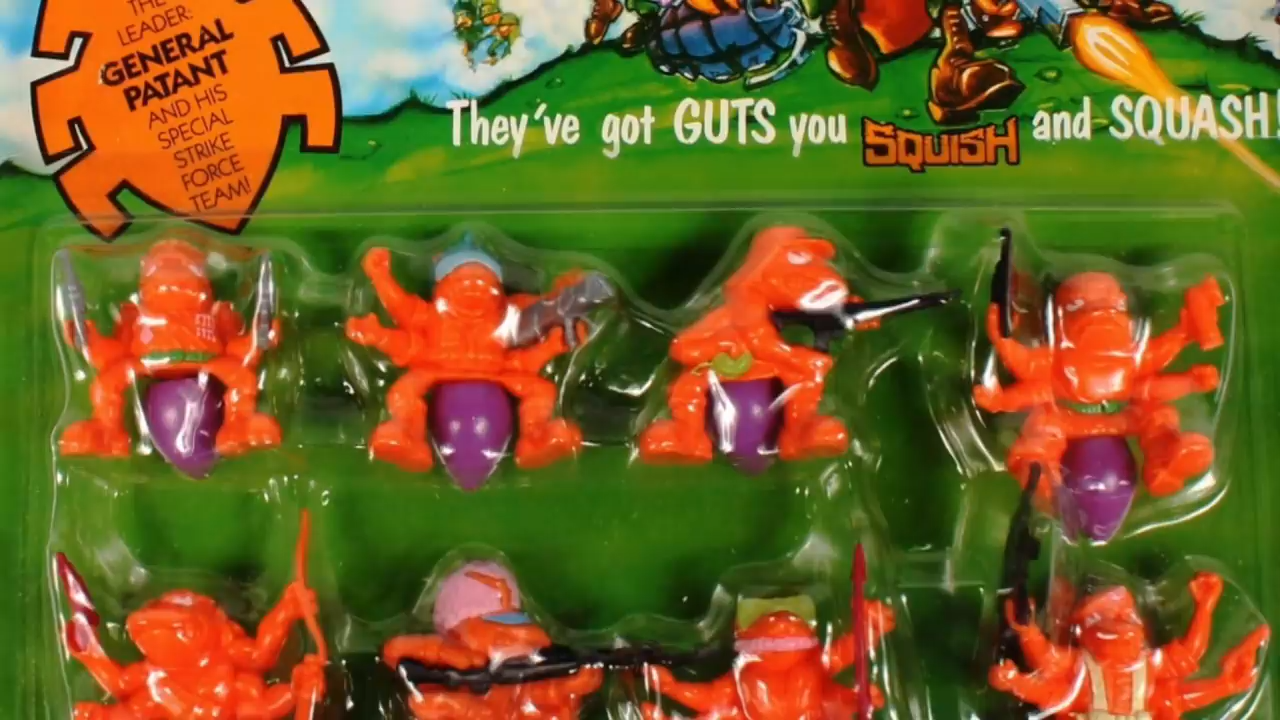 THE
LEADER:
GENERAL
PATANT
AND HIS
SPECIAL
STRIKE
FORCE
TEAM!
They've got GUTS you SQUISH and SQUASH!